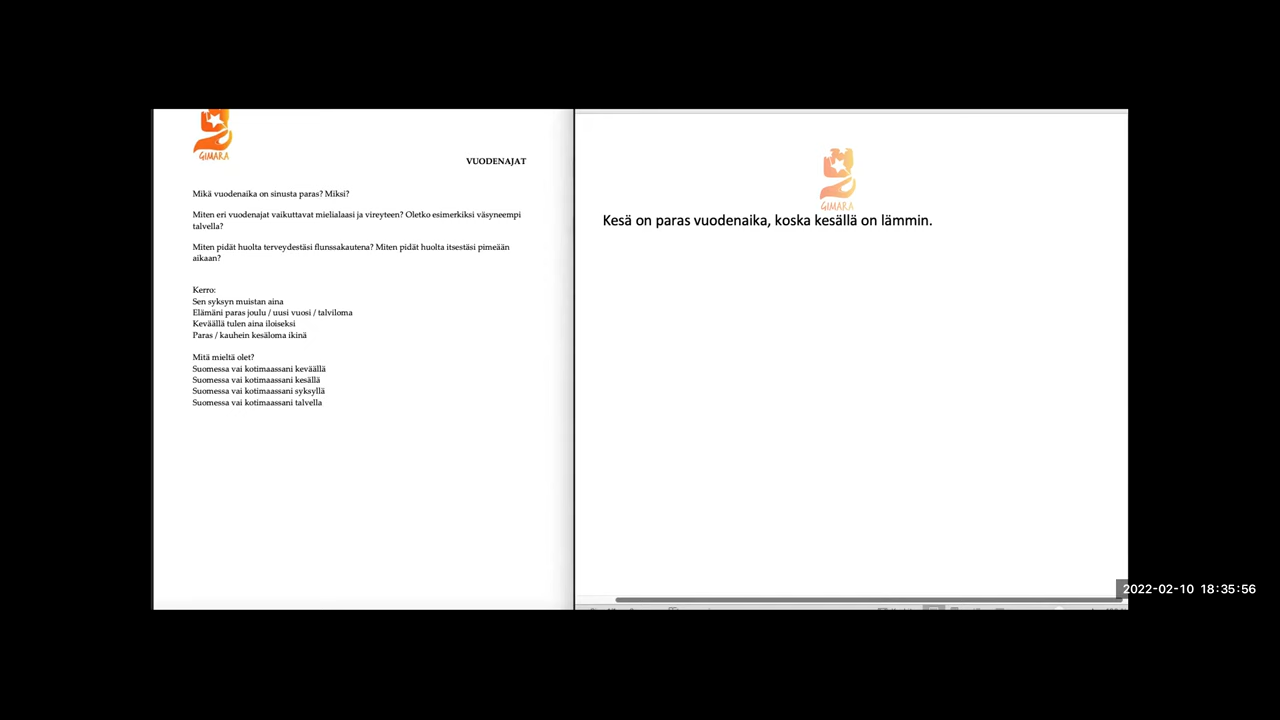 GIMARA
VUODENAJAT
Mikä vuodenaika on sinusta paras? Miksi?
Miten eri vuodenajat vaikuttavat mielialaasi ja vireyteen? Oletko esimerkiksi väsyneempi
talvella?
Miten pidät huolta terveydestäsi flunssakautena? Miten pidät huolta itsestäsi pimeään
aikaan?
Kerro:
Sen syksyn muistan aina
Elämäni paras joulu / uusi vuosi / talviloma
Keväällä tulen aina iloiseksi
Paras / kauhein kesäloma ikinä
Mitä mieltä olet?
Suomessa vai kotimaassani keväällä
Suomessa vai kotimaassani kesällä
Suomessa vai kotimaassani syksyllä
Suomessa vai kotimaassani talvella
GIMARA
Kesä on paras vuodenaika, koska kesällä on lämmin.
2022-02-10 18:35:56